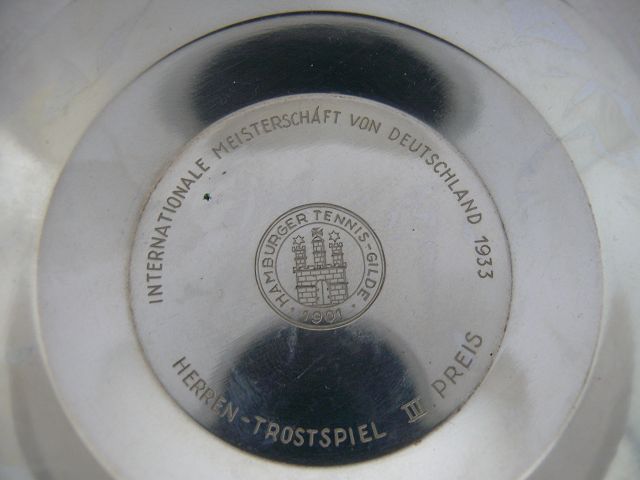 INTERNATIONALE MEISTERSCHAFT VON DEUTSCHLAND 1933
HAMBURGER TENNIS-GILDE
1901
HERREN-TROSTSPIEL III PREIS